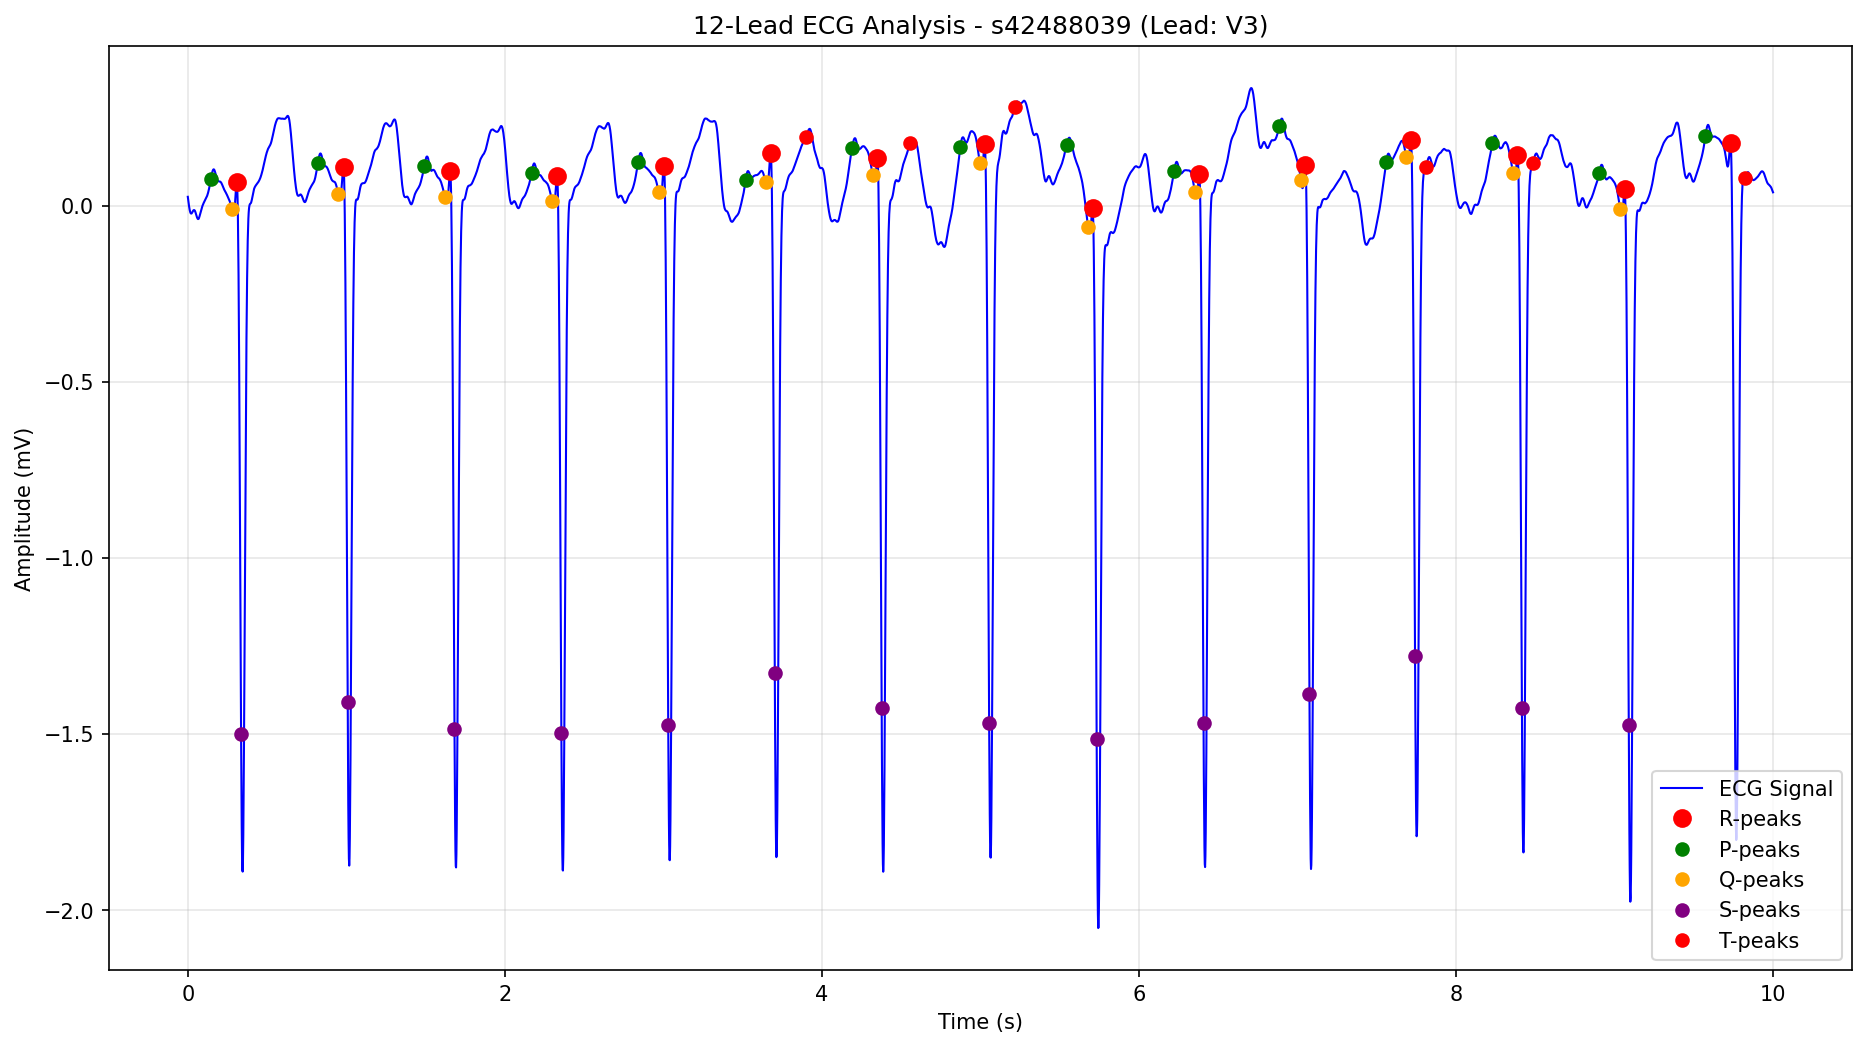 12-Lead ECG Analysis - s42488039 (Lead: V3)
Amplitude (mV)
0.0
−0.5
−1.0
−1.5
−2.0
0
2
4
6
8
10
Time (s)
ECG Signal
R-peaks
P-peaks
Q-peaks
S-peaks
T-peaks